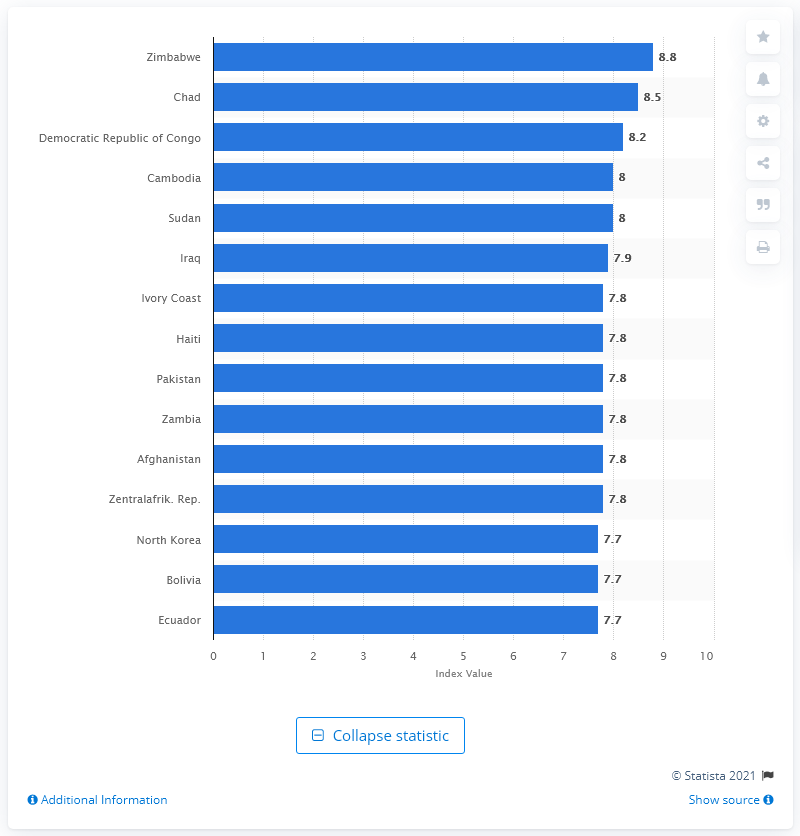 Zimbabwe 8.8
Chad 8.5
Democratic Republic of Congo 8.2
Cambodia 8
Sudan 8
Iraq 7.9
Ivory Coast 7.8
Haiti 7.8
Pakistan 7.8
Zambia 7.8
Afghanistan 7.8
Zentralafrik. Rep. 7.8
North Korea 7.7
Bolivia 7.7
Ecuador 7.7
0 1 2 3 4 5 6 7 8 9 10
Index Value
Collapse statistic
© Statista 2021
Additional Information Show source